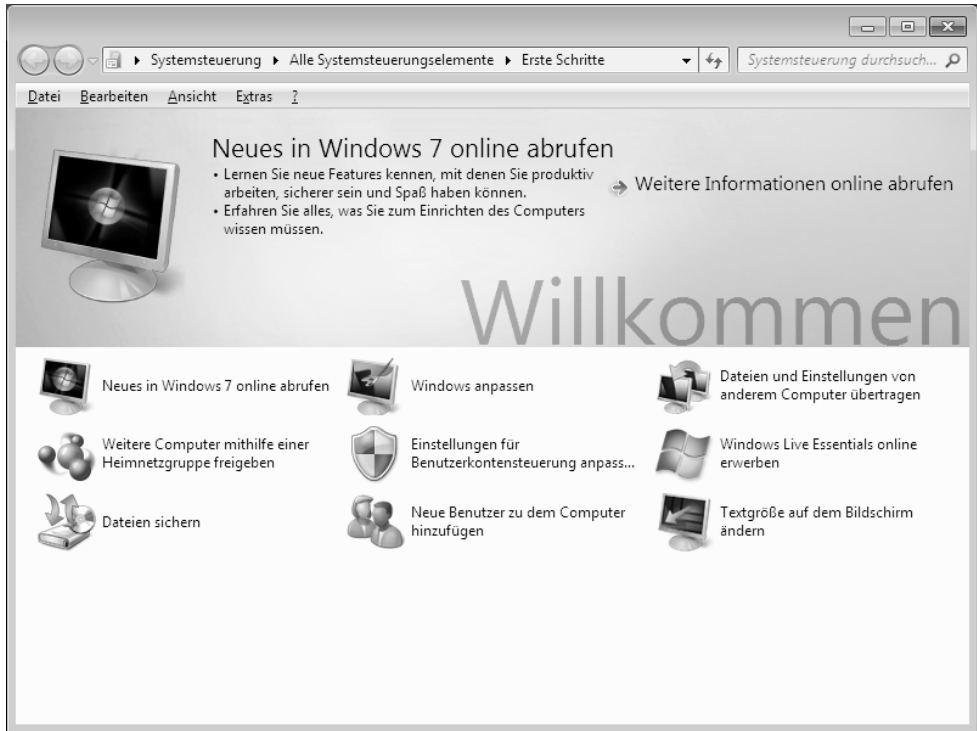 Systemsteuerung ▸ Alle Systemsteuerungselemente ▸ Erste Schritte
Systemsteuerung durchsuch...
Datei Bearbeiten Ansicht Extras ?
Neues in Windows 7 online abrufen
• Lernen Sie neue Features kennen, mit denen Sie produktiv
arbeiten, sicherer sein und Spaß haben können.
• Erfahren Sie alles, was Sie zum Einrichten des Computers
wissen müssen.
Weitere Informationen online abrufen
Willkommen
Neues in Windows 7 online abrufen
Windows anpassen
Dateien und Einstellungen von
anderem Computer übertragen
Weitere Computer mithilfe einer
Heimnetzgruppe freigeben
Einstellungen für
Benutzerkontensteuerung anpass...
Windows Live Essentials online
erwerben
Dateien sichern
Neue Benutzer zu dem Computer
hinzufügen
Textgröße auf dem Bildschirm
ändern